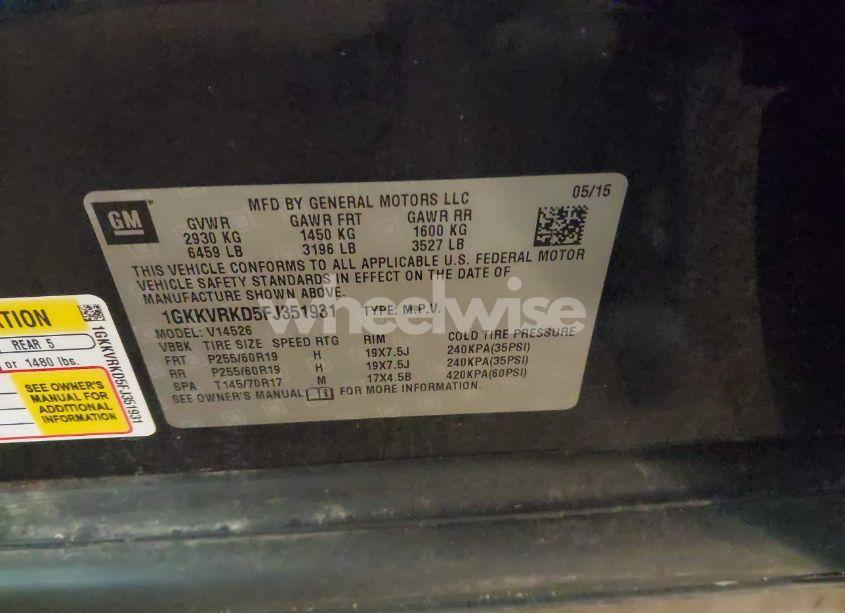 GM
MFD BY GENERAL MOTORS LLC
05/15
GVWR GAWR FRT GAWR RR
2930 KG 1450 KG 1600 KG
6459 LB 3196 LB 3527 LB
THIS VEHICLE CONFORMS TO ALL APPLICABLE U.S. FEDERAL MOTOR
VEHICLE SAFETY STANDARDS IN EFFECT ON THE DATE OF
MANUFACTURE SHOWN ABOVE.
1GKKVRKD5FJ351931 TYPE: M.P.V.
MODEL: V14526
VBBK TIRE SIZE SPEED RTG RIM COLD TIRE PRESSURE
FRT P255/60R19 H 19X7.5J 240KPA(35PSI)
RR P255/60R19 H 19X7.5J 240KPA(35PSI)
SPA T145/70R17 M 17X4.5B 420KPA(60PSI)
SEE OWNER'S MANUAL FOR MORE INFORMATION.
REAR 5
or 1480 lbs.
SEE OWNER'S
MANUAL FOR
ADDITIONAL
INFORMATION
1GKKVRKD5FJ351931
wheelwise